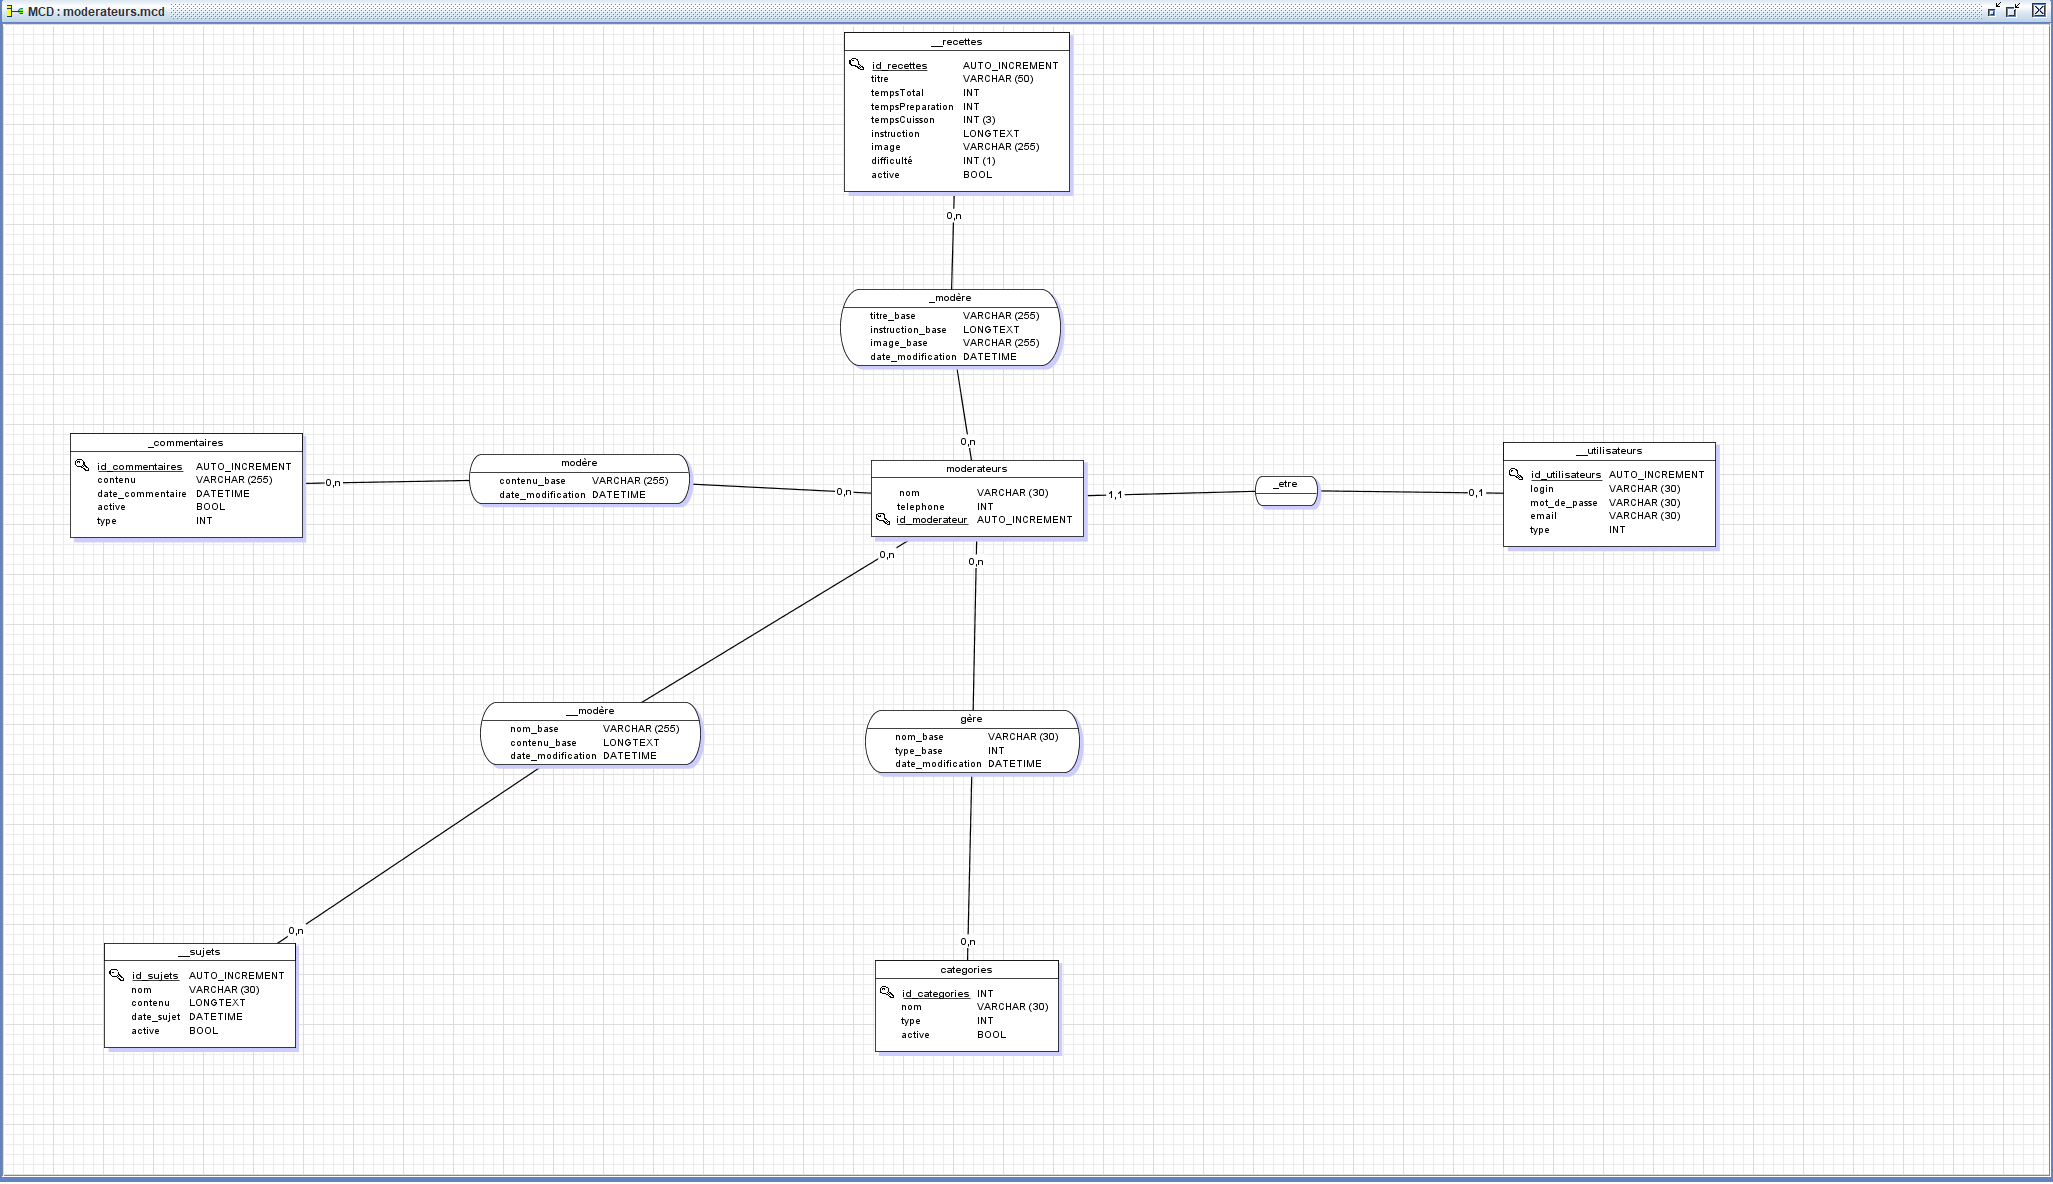 MCD : moderateurs.mcd
__recettes
id_recettes AUTO_INCREMENT
titre VARCHAR (50)
tempsTotal INT
tempsPreparation INT
tempsCuisson INT (3)
instruction LONGTEXT
image VARCHAR (255)
difficulté INT (1)
active BOOL
0,n
_modère
titre_base VARCHAR (255)
instruction_base LONGTEXT
image_base VARCHAR (255)
date_modification DATETIME
0,n
_commentaires
id_commentaires AUTO_INCREMENT
contenu VARCHAR (255)
date_commentaire DATETIME
active BOOL
type INT
0,n
modère
contenu_base VARCHAR (255)
date_modification DATETIME
0,n
moderateurs
nom VARCHAR (30)
telephone INT
id_moderateur AUTO_INCREMENT
1,1
_etre
0,1
__utilisateurs
id_utilisateurs AUTO_INCREMENT
login VARCHAR (30)
mot_de_passe VARCHAR (30)
email VARCHAR (30)
type INT
0,n
0,n
__modère
nom_base VARCHAR (255)
contenu_base LONGTEXT
date_modification DATETIME
gère
nom_base VARCHAR (30)
type_base INT
date_modification DATETIME
0,n
__sujets
id_sujets AUTO_INCREMENT
nom VARCHAR (30)
contenu LONGTEXT
date_sujet DATETIME
active BOOL
0,n
categories
id_categories INT
nom VARCHAR (30)
type INT
active BOOL